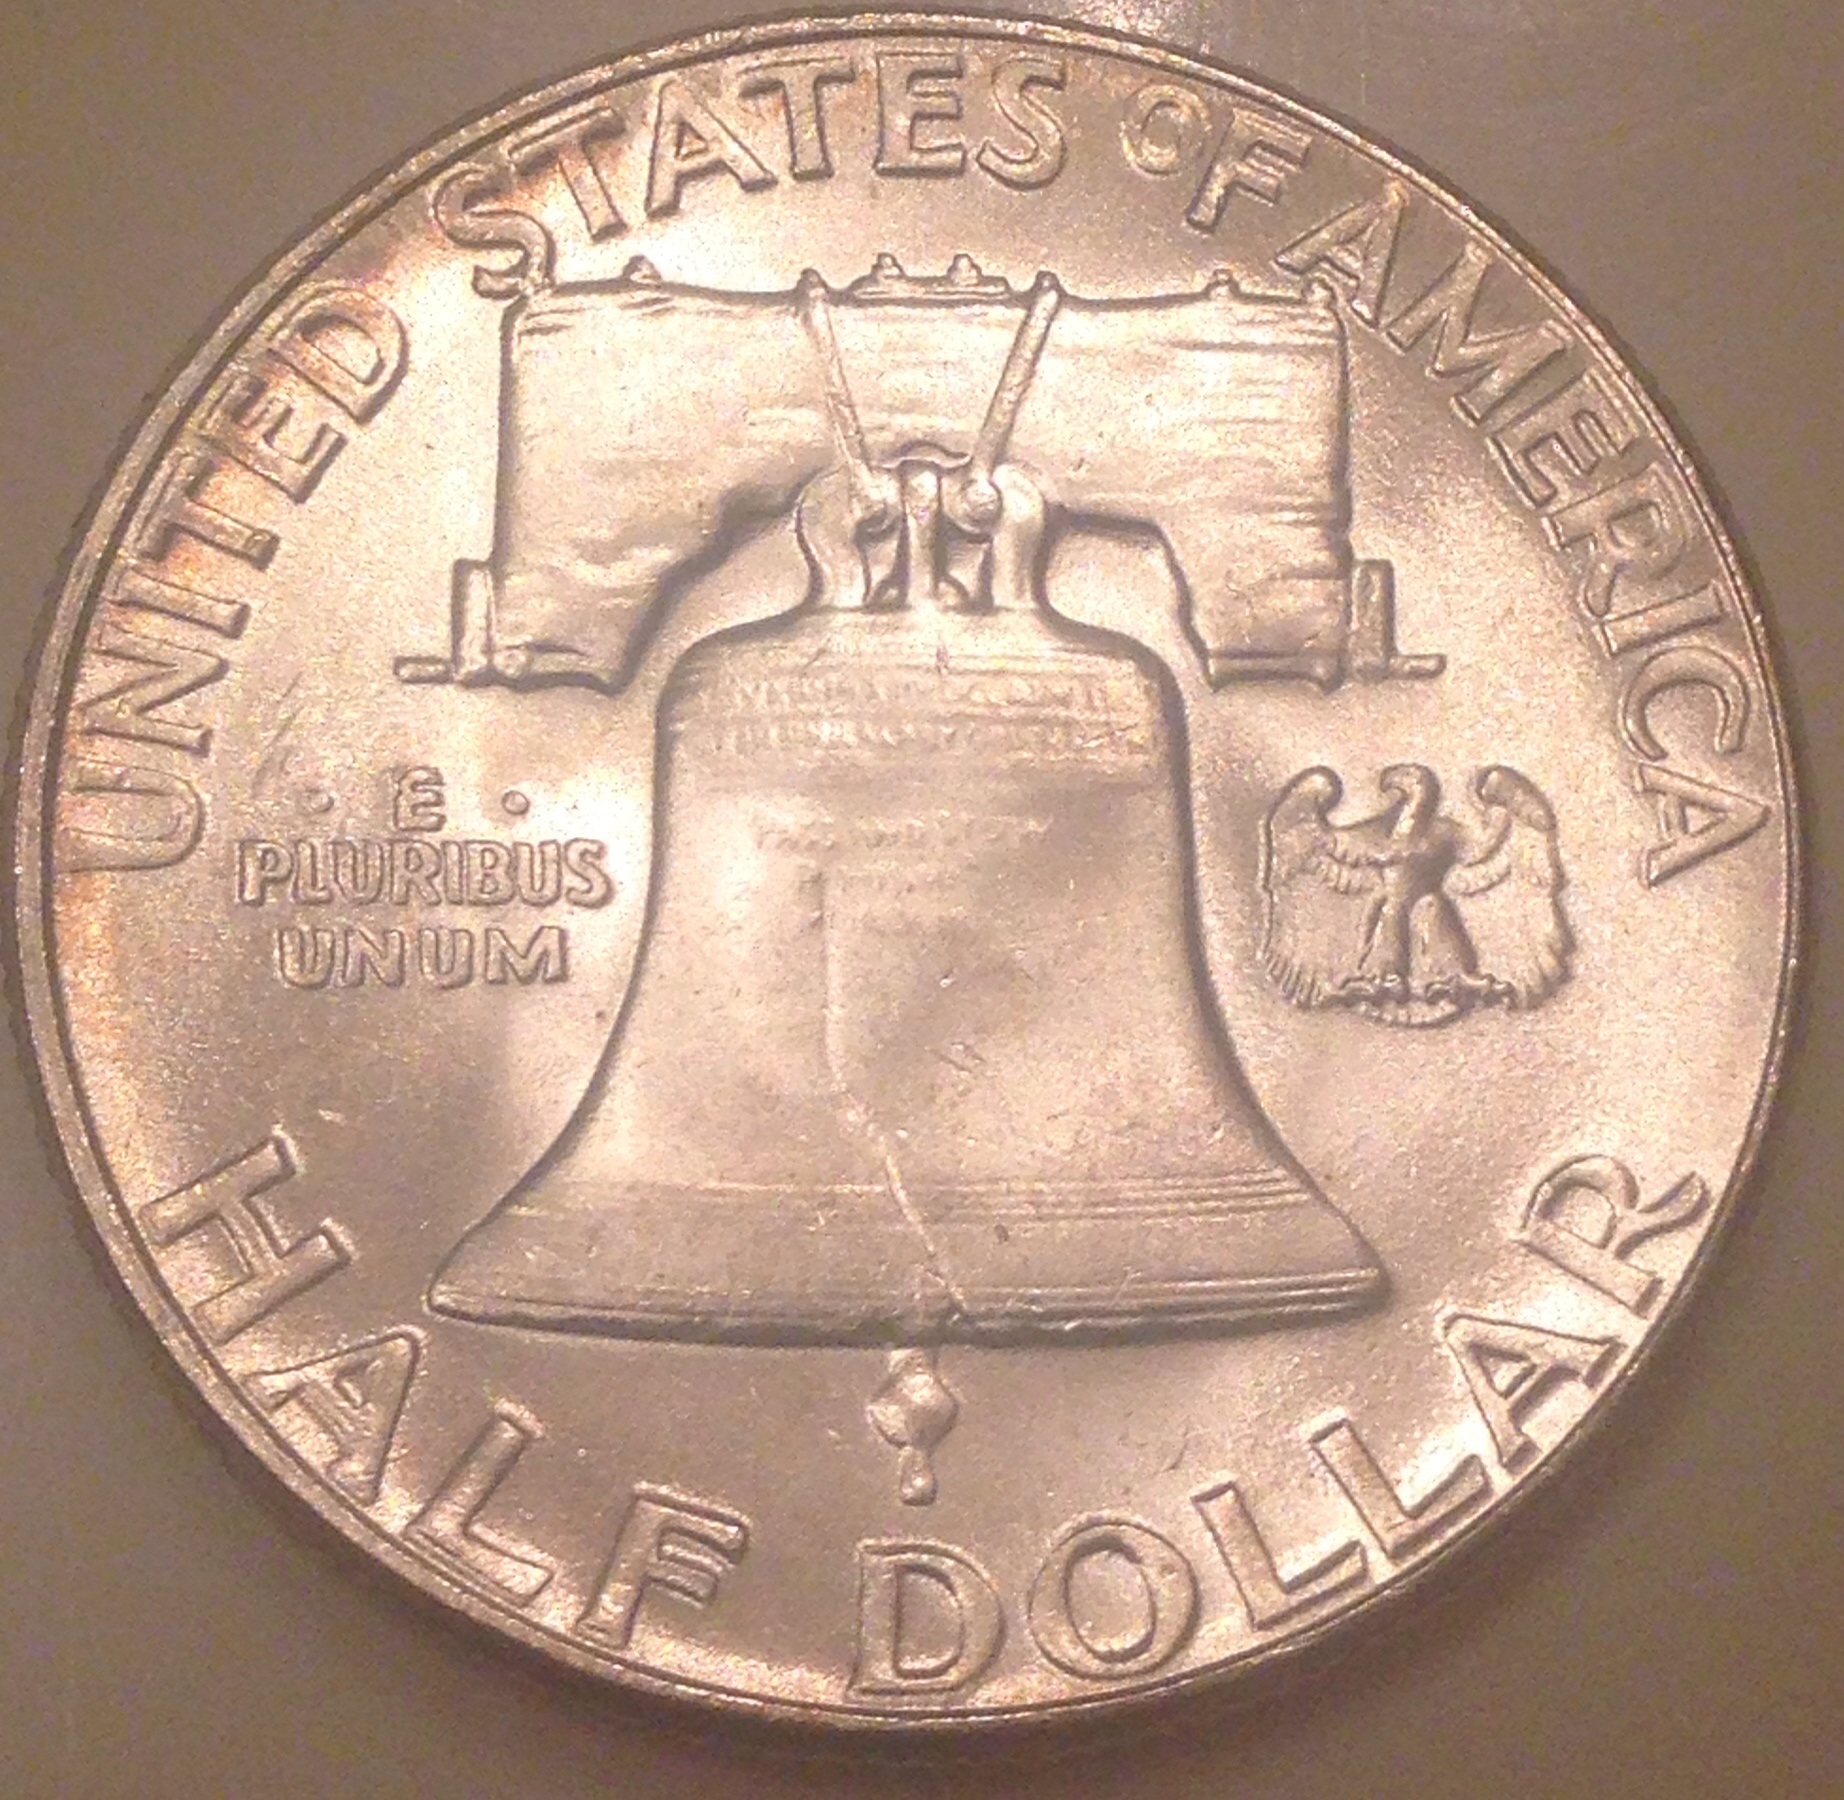 UNITED STATES OF AMERICA
· E ·
PLURIBUS
UNUM
HALF DOLLAR